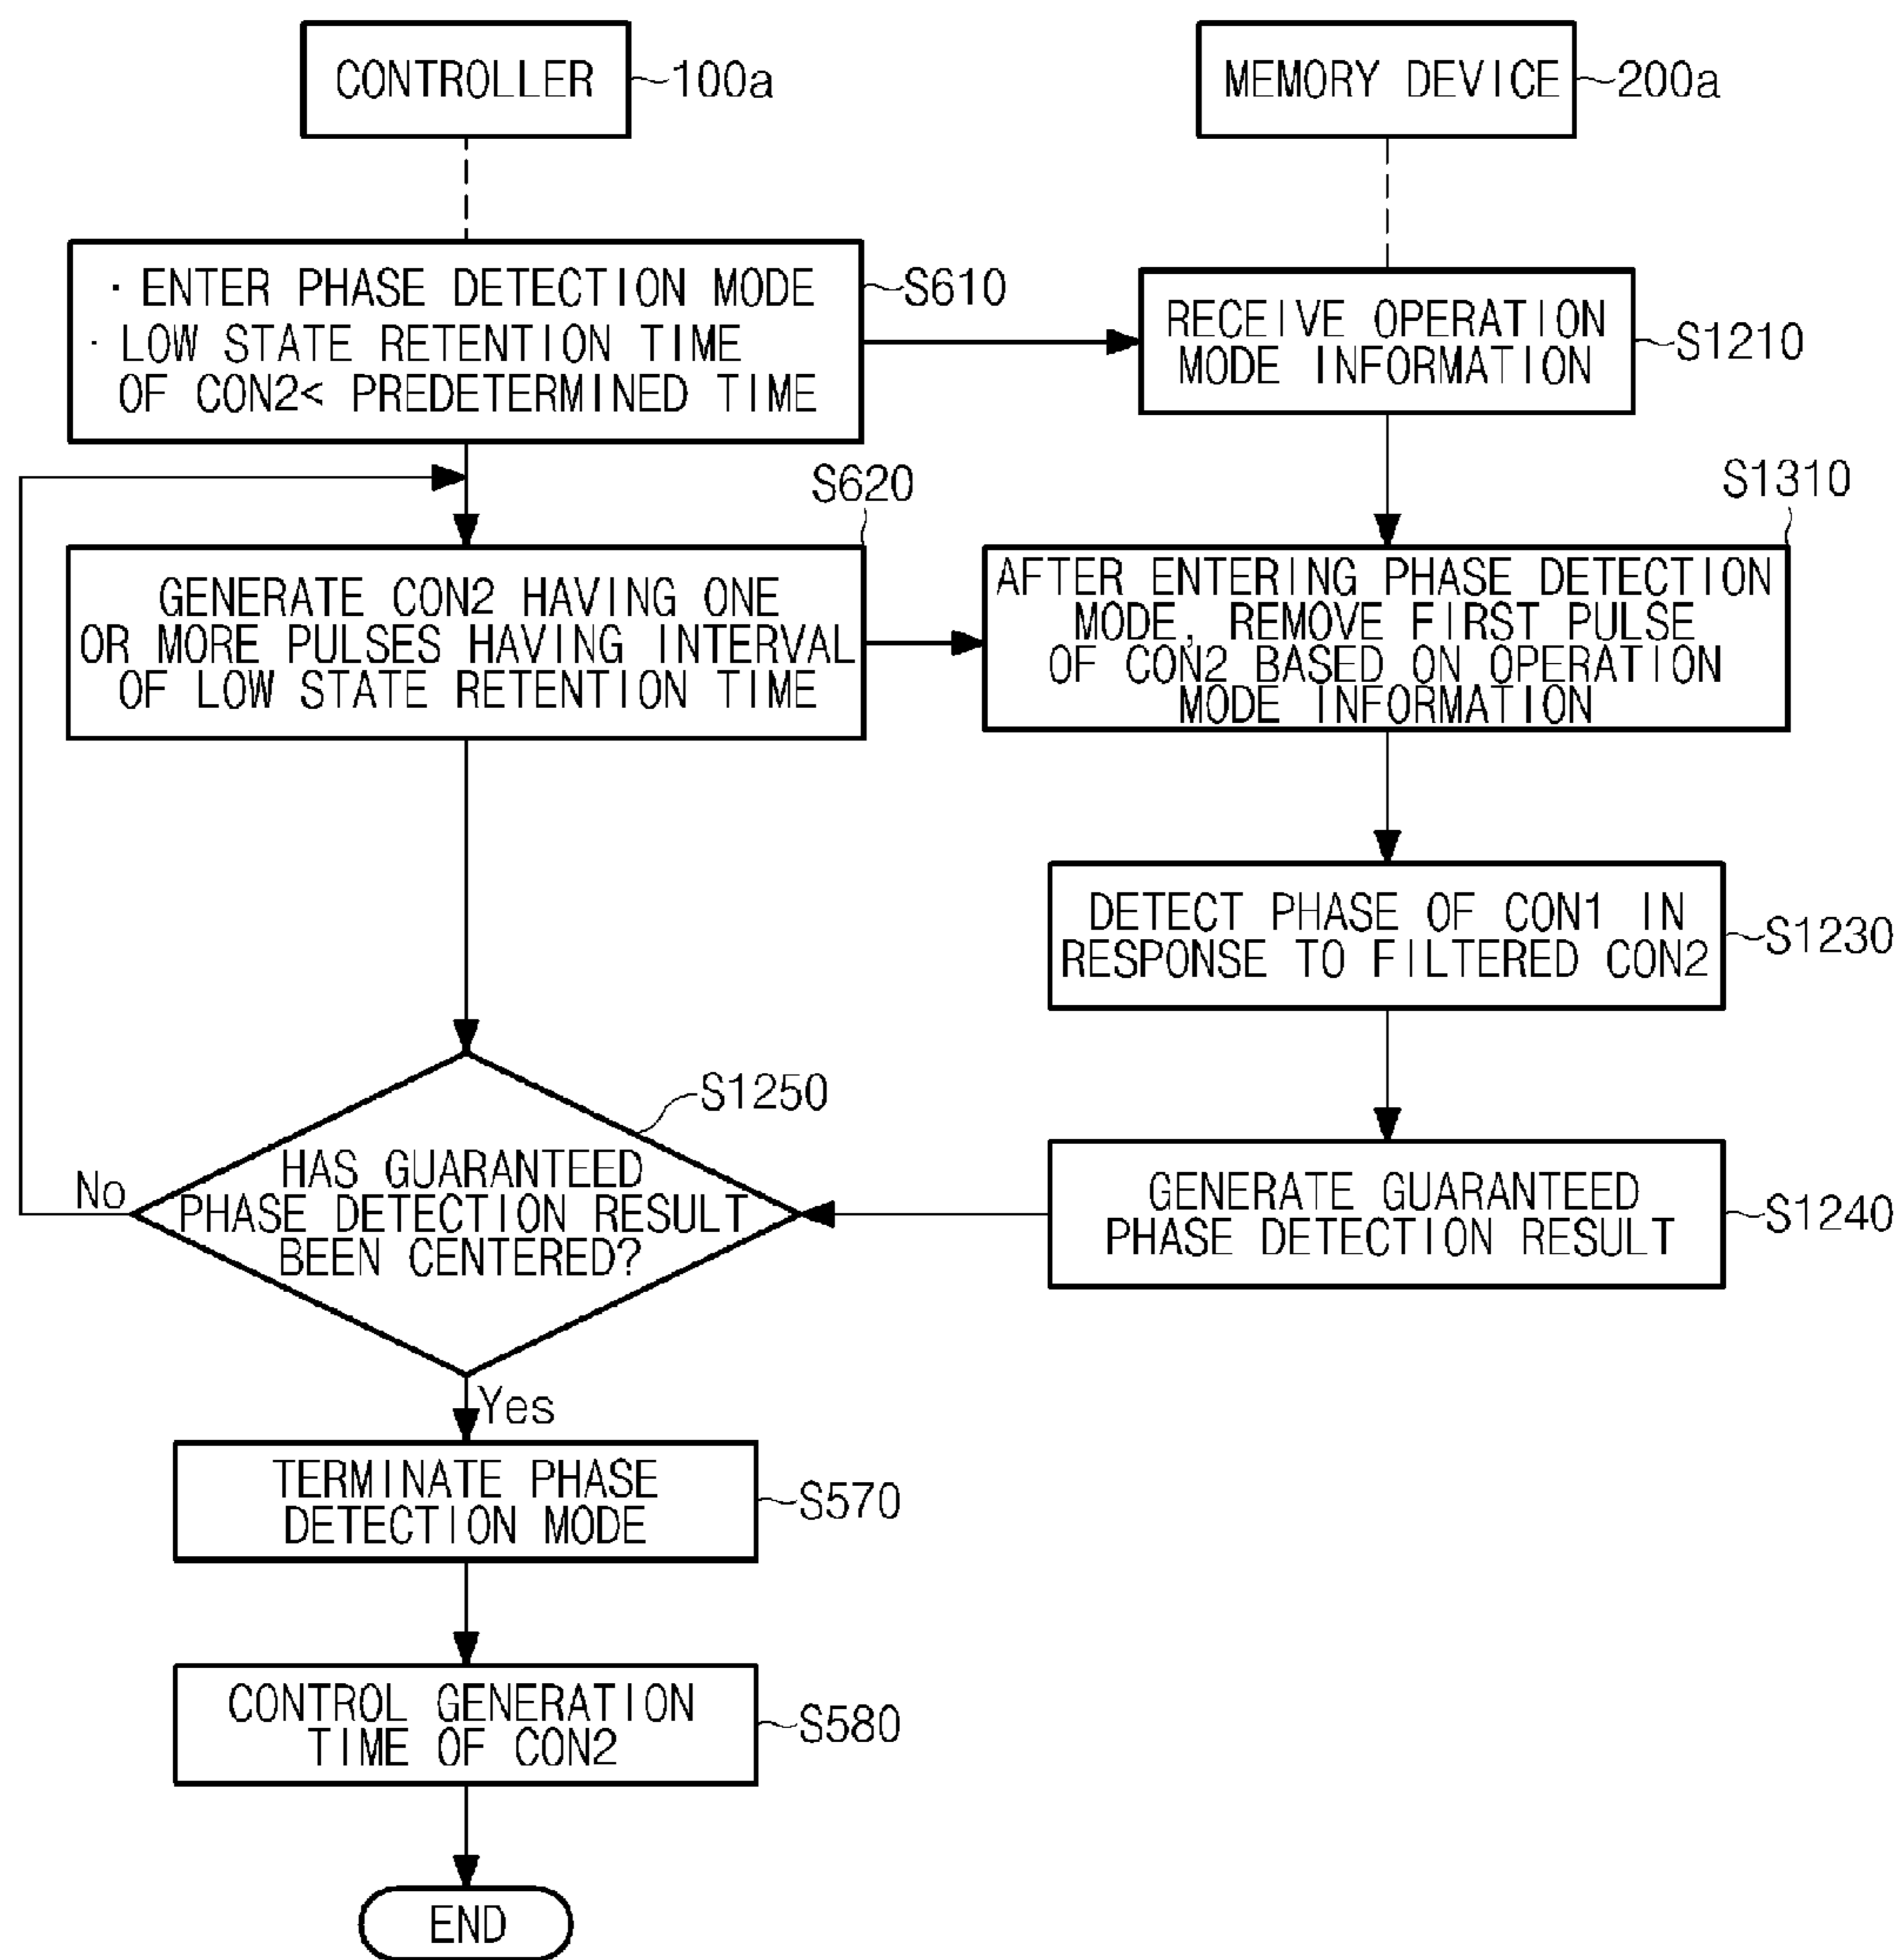 CONTROLLER
100a
MEMORY DEVICE
200a
· ENTER PHASE DETECTION MODE
· LOW STATE RETENTION TIME
OF CON2< PREDETERMINED TIME
S610
RECEIVE OPERATION
MODE INFORMATION
S1210
S620
GENERATE CON2 HAVING ONE
OR MORE PULSES HAVING INTERVAL
OF LOW STATE RETENTION TIME
S1310
AFTER ENTERING PHASE DETECTION
MODE, REMOVE FIRST PULSE
OF CON2 BASED ON OPERATION
MODE INFORMATION
DETECT PHASE OF CON1 IN
RESPONSE TO FILTERED CON2
S1230
S1250
HAS GUARANTEED
PHASE DETECTION RESULT
BEEN CENTERED?
No
GENERATE GUARANTEED
PHASE DETECTION RESULT
S1240
Yes
TERMINATE PHASE
DETECTION MODE
S570
CONTROL GENERATION
TIME OF CON2
S580
END